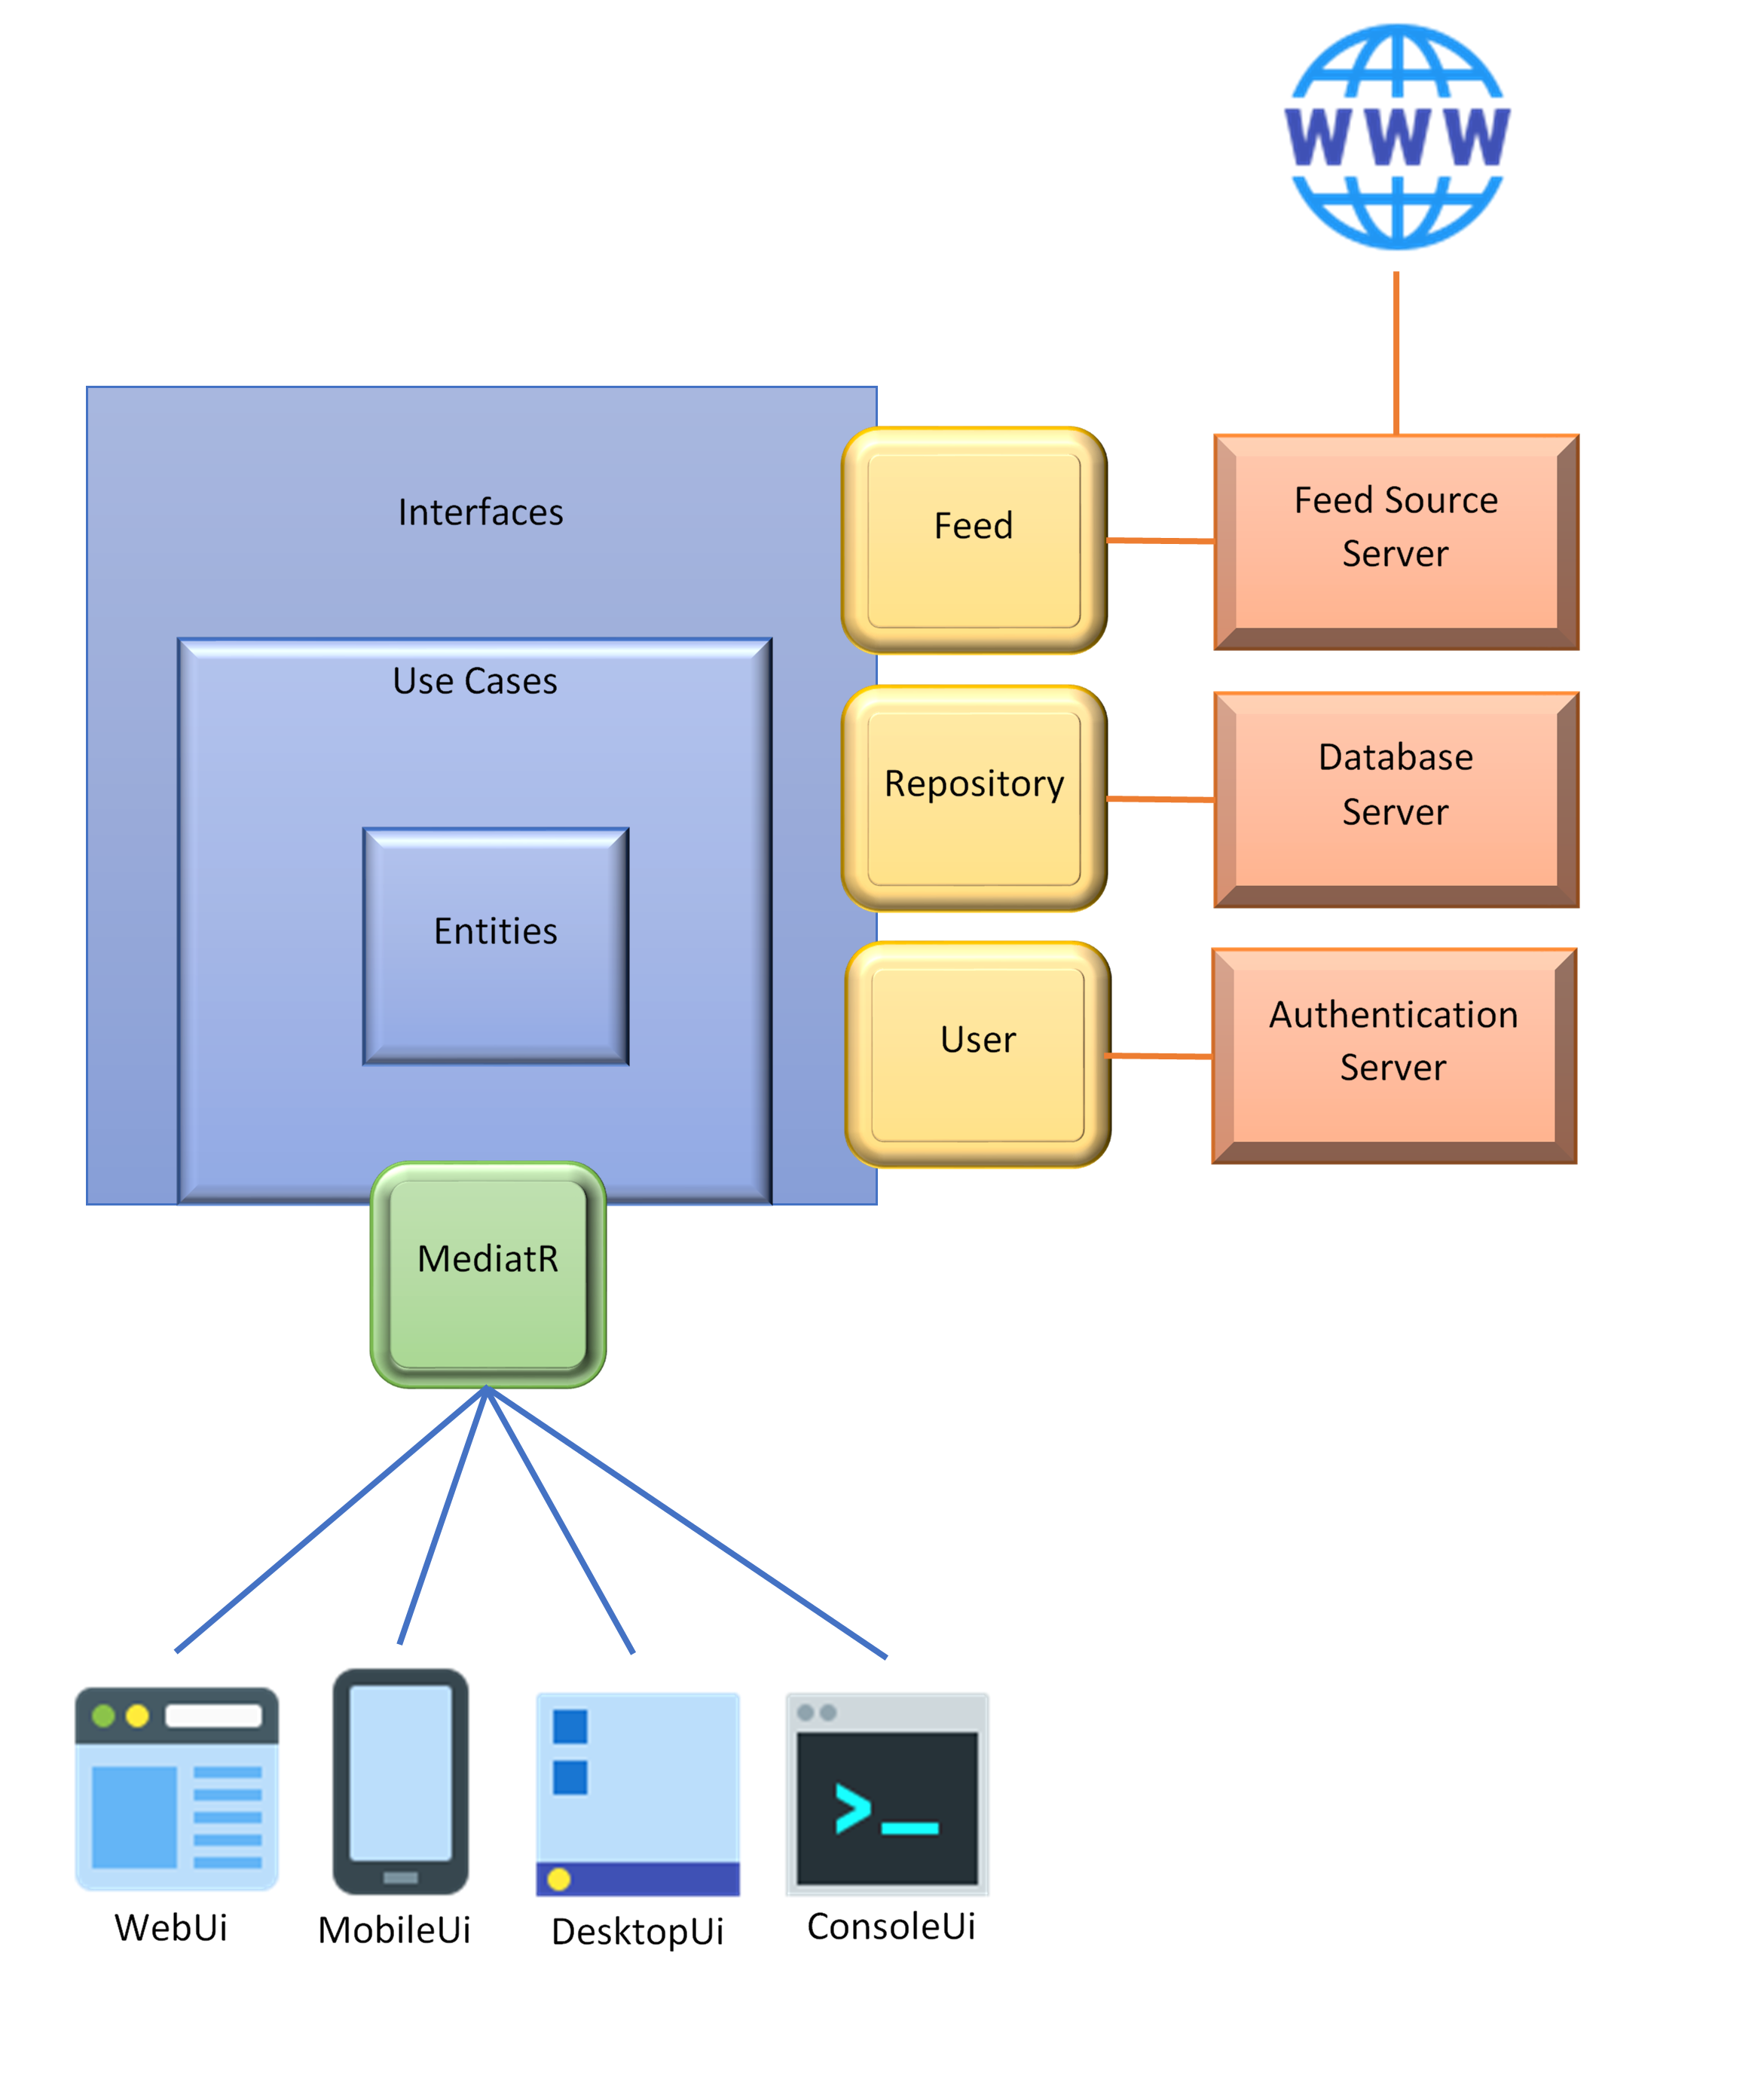 WWW
Interfaces
Feed
Feed Source
Server
Use Cases
Repository
Database
Server
Entities
User
Authentication
Server
MediatR
>_
WebUi
MobileUi
DesktopUi
ConsoleUi